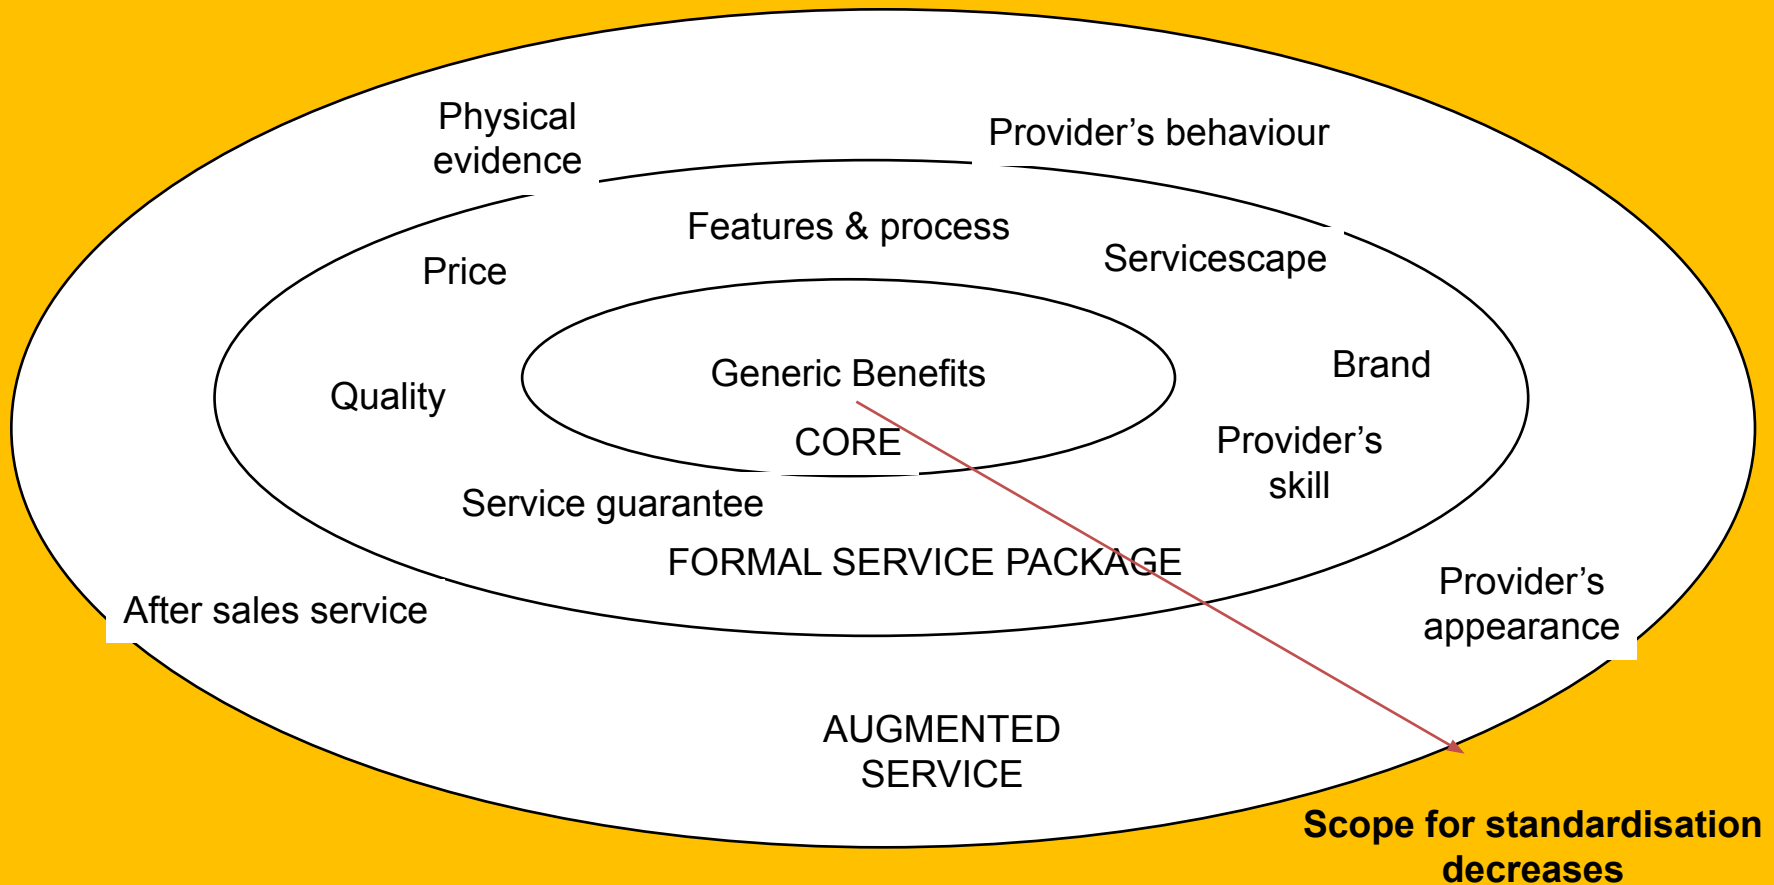 Physical
evidence
Provider’s behaviour
Features & process
Servicescape
Price
Generic Benefits
Brand
Quality
CORE
Provider’s
skill
Service guarantee
FORMAL SERVICE PACKAGE
After sales service
Provider’s
appearance
AUGMENTED
SERVICE
Scope for standardisation
decreases